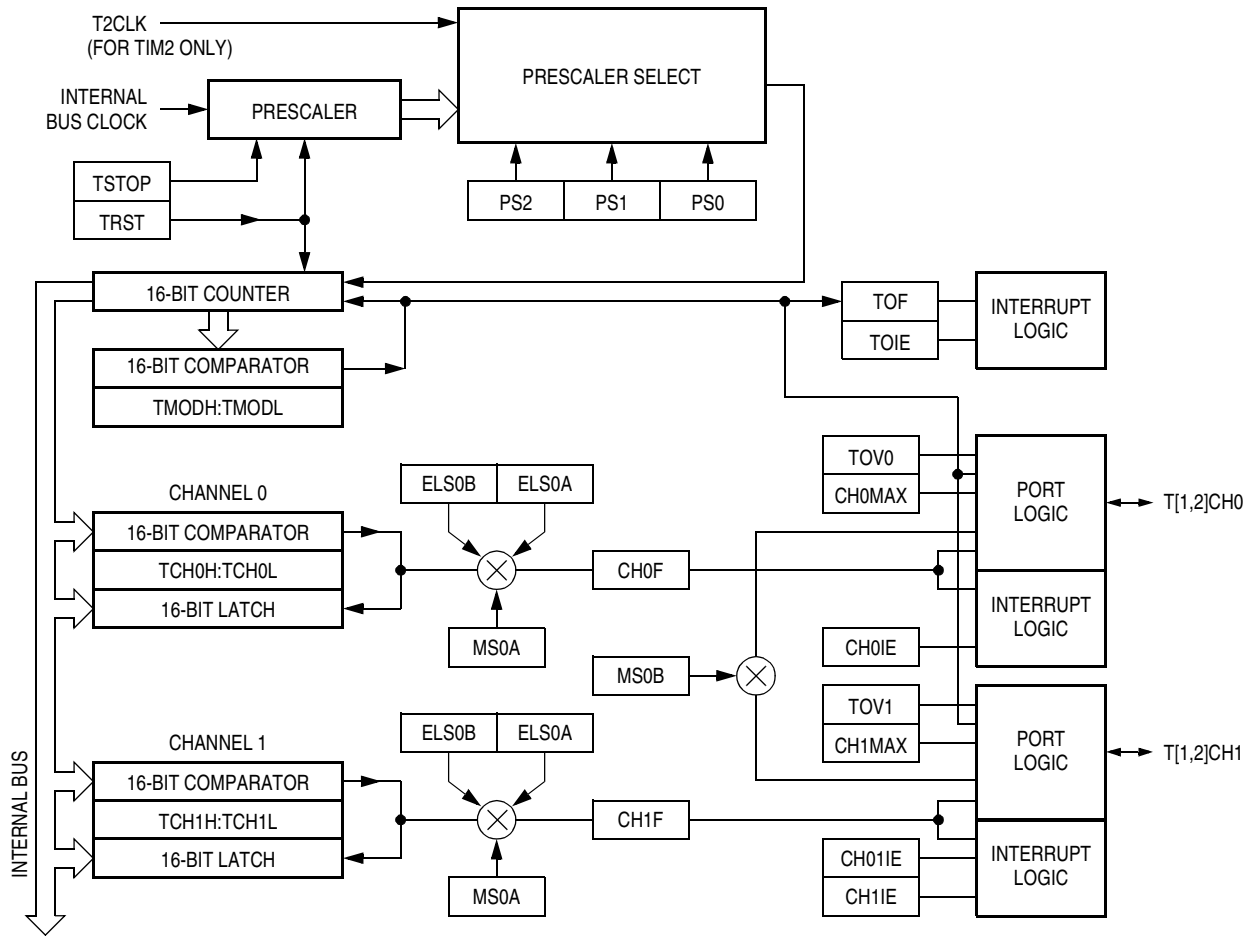 T2CLK
(FOR TIM2 ONLY)
PRESCALER SELECT
INTERNAL
BUS CLOCK
PRESCALER
TSTOP
TRST
PS2
PS1
PS0
16-BIT COUNTER
TOF
TOIE
INTERRUPT
LOGIC
16-BIT COMPARATOR
TMODH:TMODL
CHANNEL 0
ELS0B
ELS0A
TOV0
CH0MAX
PORT
LOGIC
T[1,2]CH0
16-BIT COMPARATOR
TCH0H:TCH0L
16-BIT LATCH
CH0F
MS0A
INTERRUPT
LOGIC
CH0IE
MS0B
CHANNEL 1
ELS0B
ELS0A
TOV1
CH1MAX
PORT
LOGIC
T[1,2]CH1
16-BIT COMPARATOR
TCH1H:TCH1L
16-BIT LATCH
CH1F
MS0A
CH01IE
CH1IE
INTERRUPT
LOGIC
INTERNAL BUS